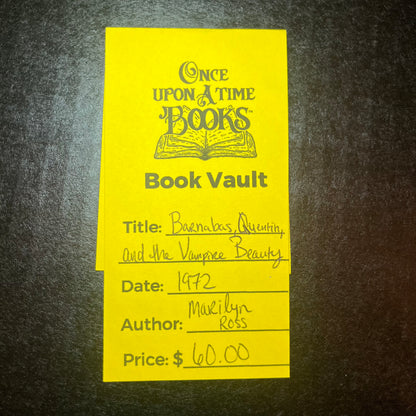 ONCE
UPON A TIME
BOOKS
Book Vault
Title: Barnabas, Quentin,
and the Vampire Beauty
Date: 1972
Marilyn
Author: Ross
Price: $ 60.00